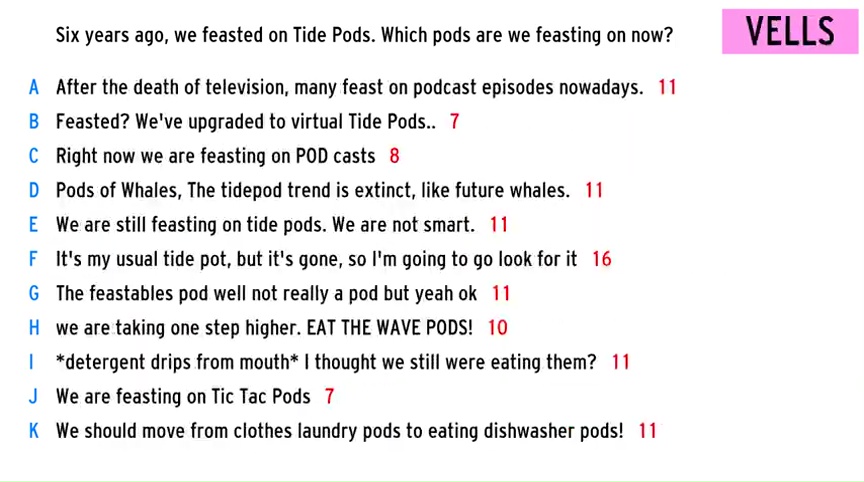 Six years ago, we feasted on Tide Pods. Which pods are we feasting on now?
VELLS
A After the death of television, many feast on podcast episodes nowadays. 11
B Feasted? We've upgraded to virtual Tide Pods.. 7
C Right now we are feasting on POD casts 8
D Pods of Whales, The tidepod trend is extinct, like future whales. 11
E We are still feasting on tide pods. We are not smart. 11
F It's my usual tide pot, but it's gone, so I'm going to go look for it 16
G The feastables pod well not really a pod but yeah ok 11
H we are taking one step higher. EAT THE WAVE PODS! 10
I *detergent drips from mouth* I thought we still were eating them? 11
J We are feasting on Tic Tac Pods 7
K We should move from clothes laundry pods to eating dishwasher pods! 11